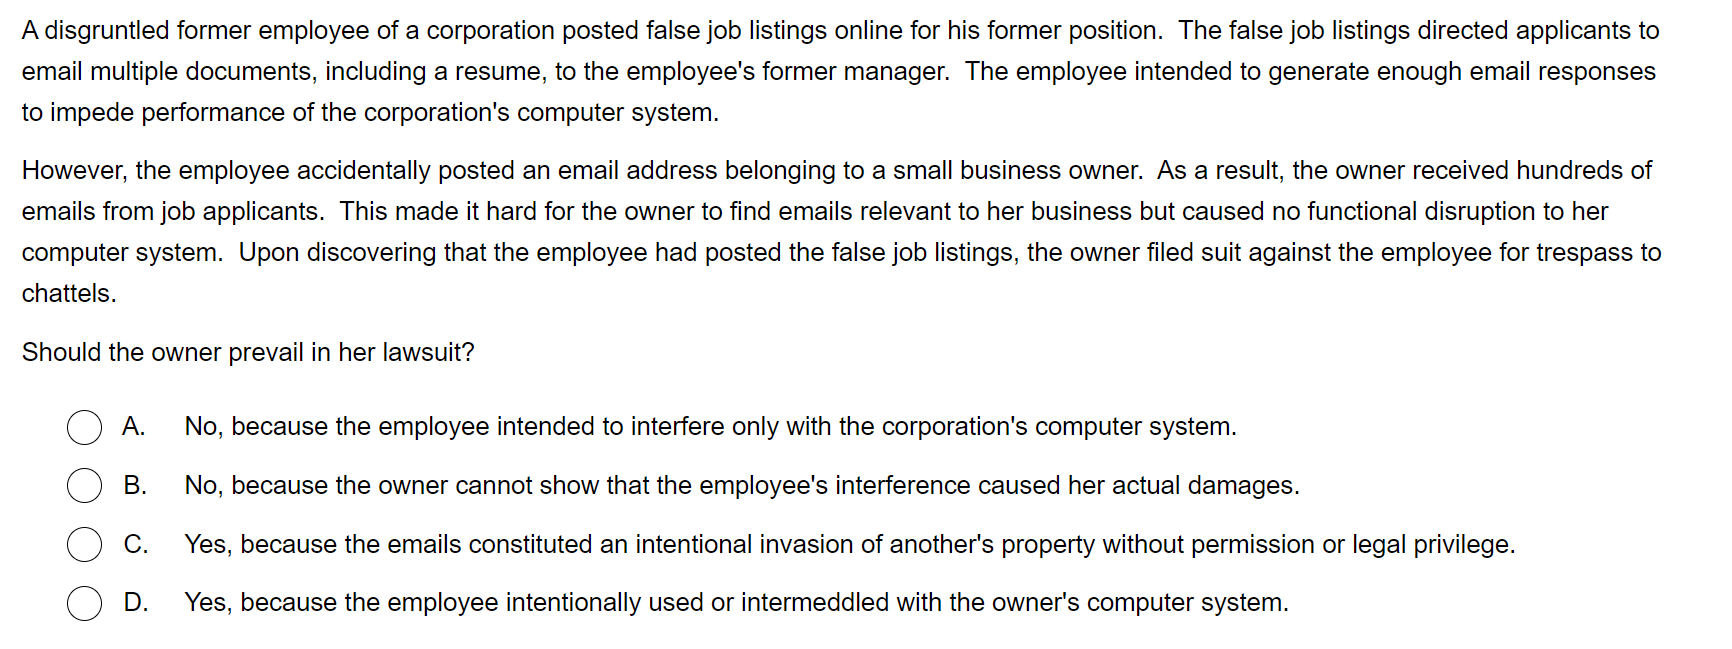 A disgruntled former employee of a corporation posted false job listings online for his former position.  The false job listings directed applicants to
email multiple documents, including a resume, to the employee's former manager.  The employee intended to generate enough email responses
to impede performance of the corporation's computer system.
However, the employee accidentally posted an email address belonging to a small business owner.  As a result, the owner received hundreds of
emails from job applicants.  This made it hard for the owner to find emails relevant to her business but caused no functional disruption to her
computer system.  Upon discovering that the employee had posted the false job listings, the owner filed suit against the employee for trespass to
chattels.
Should the owner prevail in her lawsuit?
A. No, because the employee intended to interfere only with the corporation's computer system.
B. No, because the owner cannot show that the employee's interference caused her actual damages.
C. Yes, because the emails constituted an intentional invasion of another's property without permission or legal privilege.
D. Yes, because the employee intentionally used or intermeddled with the owner's computer system.